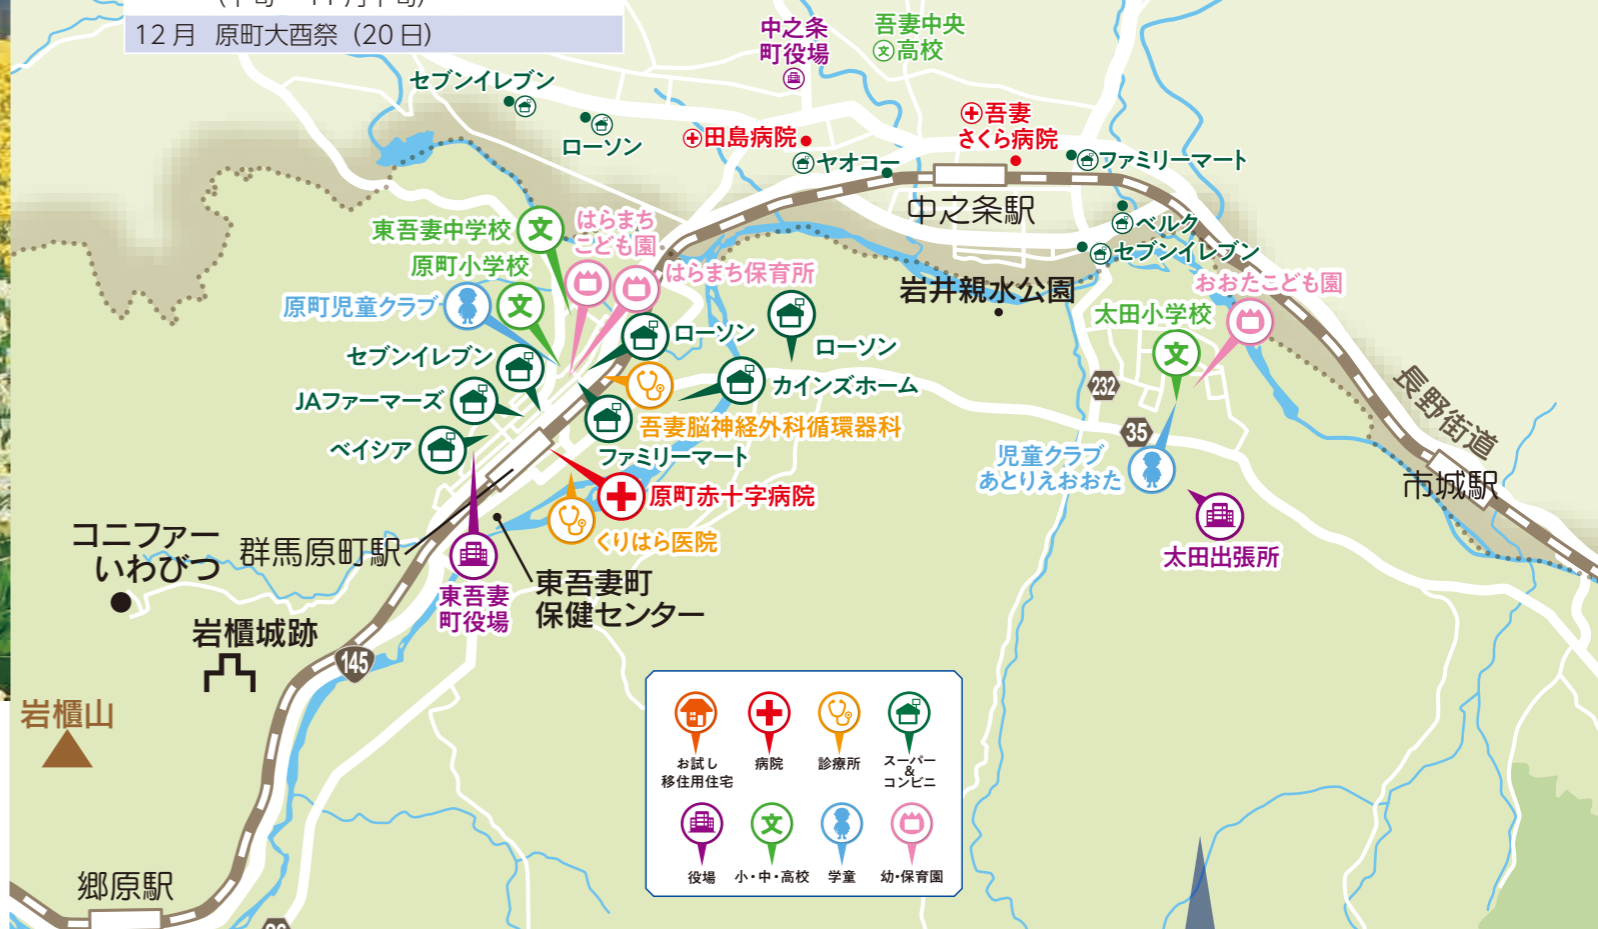 12月 原町大酉祭（20日）
中之条
町役場
吾妻中央
文高校
セブンイレブン
ローソン
田島病院
吾妻
さくら病院
ヤオコー
ファミリーマート
中之条駅
ベルク
セブンイレブン
東吾妻中学校
文
はらまち
こども園
原町小学校
文
はらまち保育所
原町児童クラブ
岩井親水公園
おおたこども園
太田小学校
文
ローソン
ローソン
セブンイレブン
カインズホーム
JAファーマーズ
吾妻脳神経外科循環器科
ベイシア
ファミリーマート
232
35
長野街道
市城駅
児童クラブ
あとりえおおた
原町赤十字病院
くりはら医院
太田出張所
コニファー
いわびつ
群馬原町駅
東吾妻
町役場
東吾妻町
保健センター
岩櫃城跡
145
岩櫃山
郷原駅
お試し
移住用住宅
病院
診療所
スーパー
&
コンビニ
役場
文
小・中・高校
学童
幼・保育園